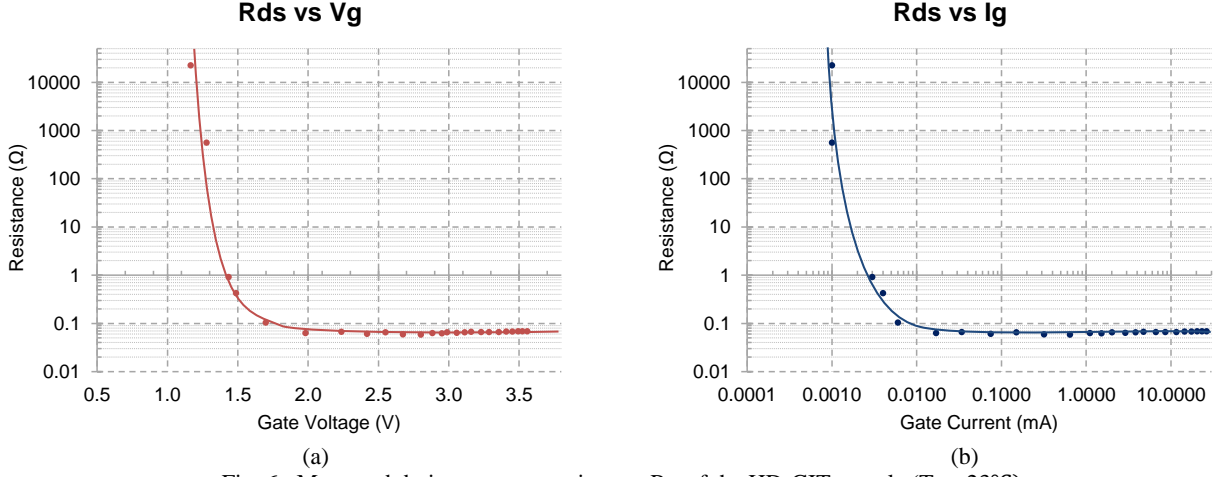 Rds vs Vg
10000
1000
100
10
1
0.1
0.01
Resistance (Ω)
0.5 1.0 1.5 2.0 2.5 3.0 3.5
Gate Voltage (V)
(a)
Rds vs Ig
10000
1000
100
10
1
0.1
0.01
Resistance (Ω)
0.0001 0.0010 0.0100 0.1000 1.0000 10.0000
Gate Current (mA)
(b)